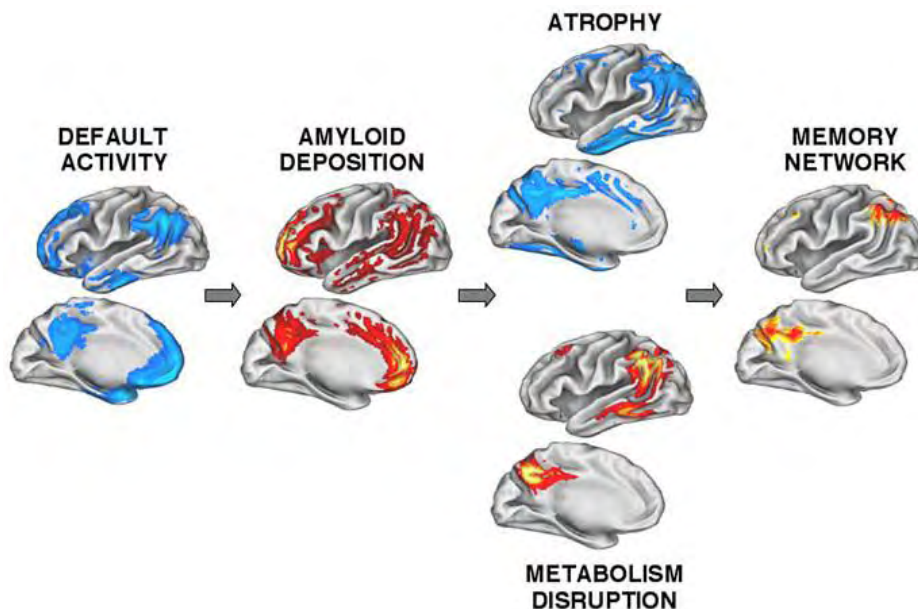 DEFAULT
ACTIVITY
AMYLOID
DEPOSITION
ATROPHY
METABOLISM
DISRUPTION
MEMORY
NETWORK